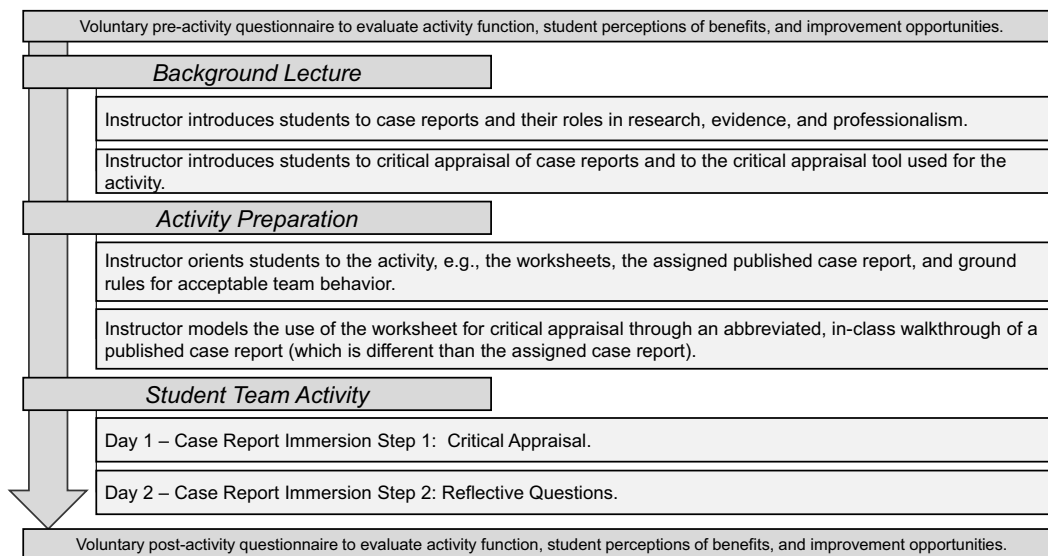 Voluntary pre-activity questionnaire to evaluate activity function, student perceptions of benefits, and improvement opportunities.
Background Lecture
Instructor introduces students to case reports and their roles in research, evidence, and professionalism.
Instructor introduces students to critical appraisal of case reports and to the critical appraisal tool used for the
activity.
Activity Preparation
Instructor orients students to the activity, e.g., the worksheets, the assigned published case report, and ground
rules for acceptable team behavior.
Instructor models the use of the worksheet for critical appraisal through an abbreviated, in-class walkthrough of a
published case report (which is different than the assigned case report).
Student Team Activity
Day 1 – Case Report Immersion Step 1:  Critical Appraisal.
Day 2 – Case Report Immersion Step 2: Reflective Questions.
Voluntary post-activity questionnaire to evaluate activity function, student perceptions of benefits, and improvement opportunities.